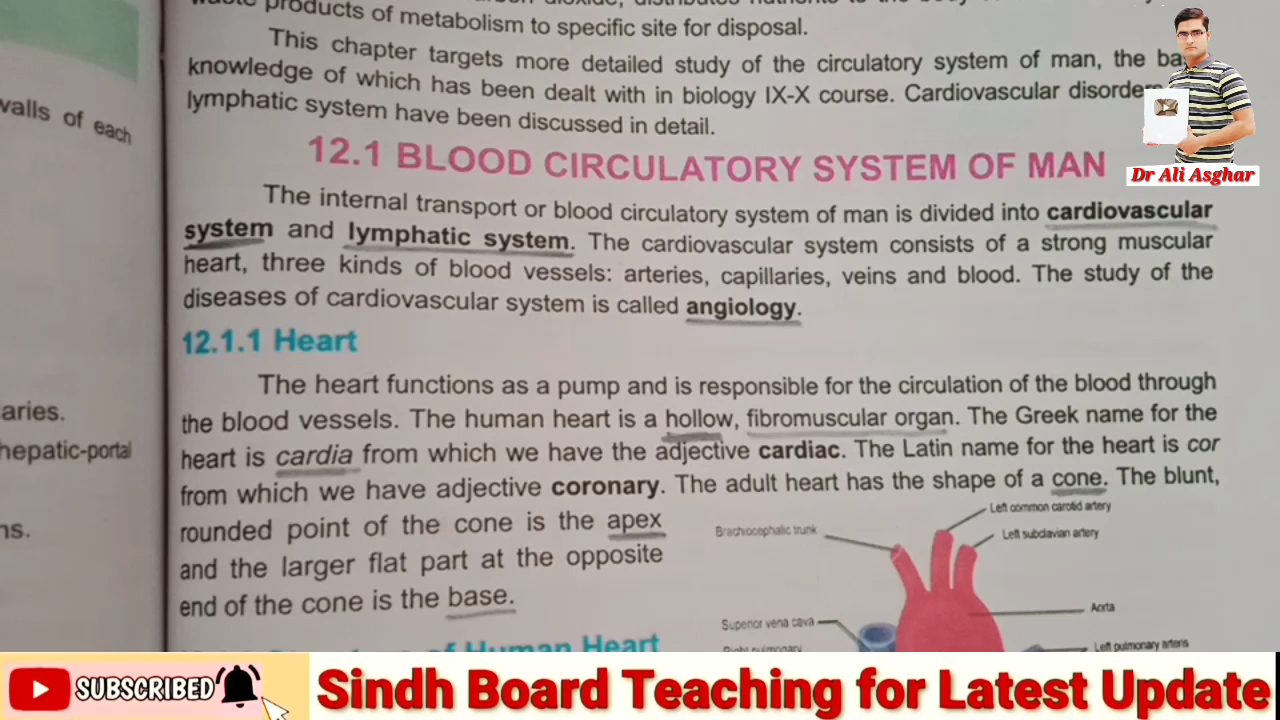 products of metabolism to specific site for disposal.
This chapter targets more detailed study of the circulatory system of man, the
knowledge of which has been dealt with in biology IX-X course. Cardiovascular
lymphatic system have been discussed in detail.
walls of each
12.1 BLOOD CIRCULATORY SYSTEM OF MAN
Dr Ali Asghar
The internal transport or blood circulatory system of man is divided into cardiovascular
system and lymphatic system. The cardiovascular system consists of a strong muscular
heart, three kinds of blood vessels: arteries, capillaries, veins and blood. The study of the
diseases of cardiovascular system is called angiology.
12.1.1 Heart
The heart functions as a pump and is responsible for the circulation of the blood through
the blood vessels. The human heart is a hollow, fibromuscular organ. The Greek name for the
heart is cardia from which we have the adjective cardiac. The Latin name for the heart is cor
from which we have adjective coronary. The adult heart has the shape of a cone. The blunt,
rounded point of the cone is the apex
and the larger flat part at the opposite
end of the cone is the base.
of Human Heart
aries.
hepatic-portal
ns.
Left common carotid artery
Brachiocephalic trunk
Left subclavian artery
Aorta
Superior vena cava
Left pulmonary arteris
SUBSCRIBED
Sindh Board Teaching for Latest Update